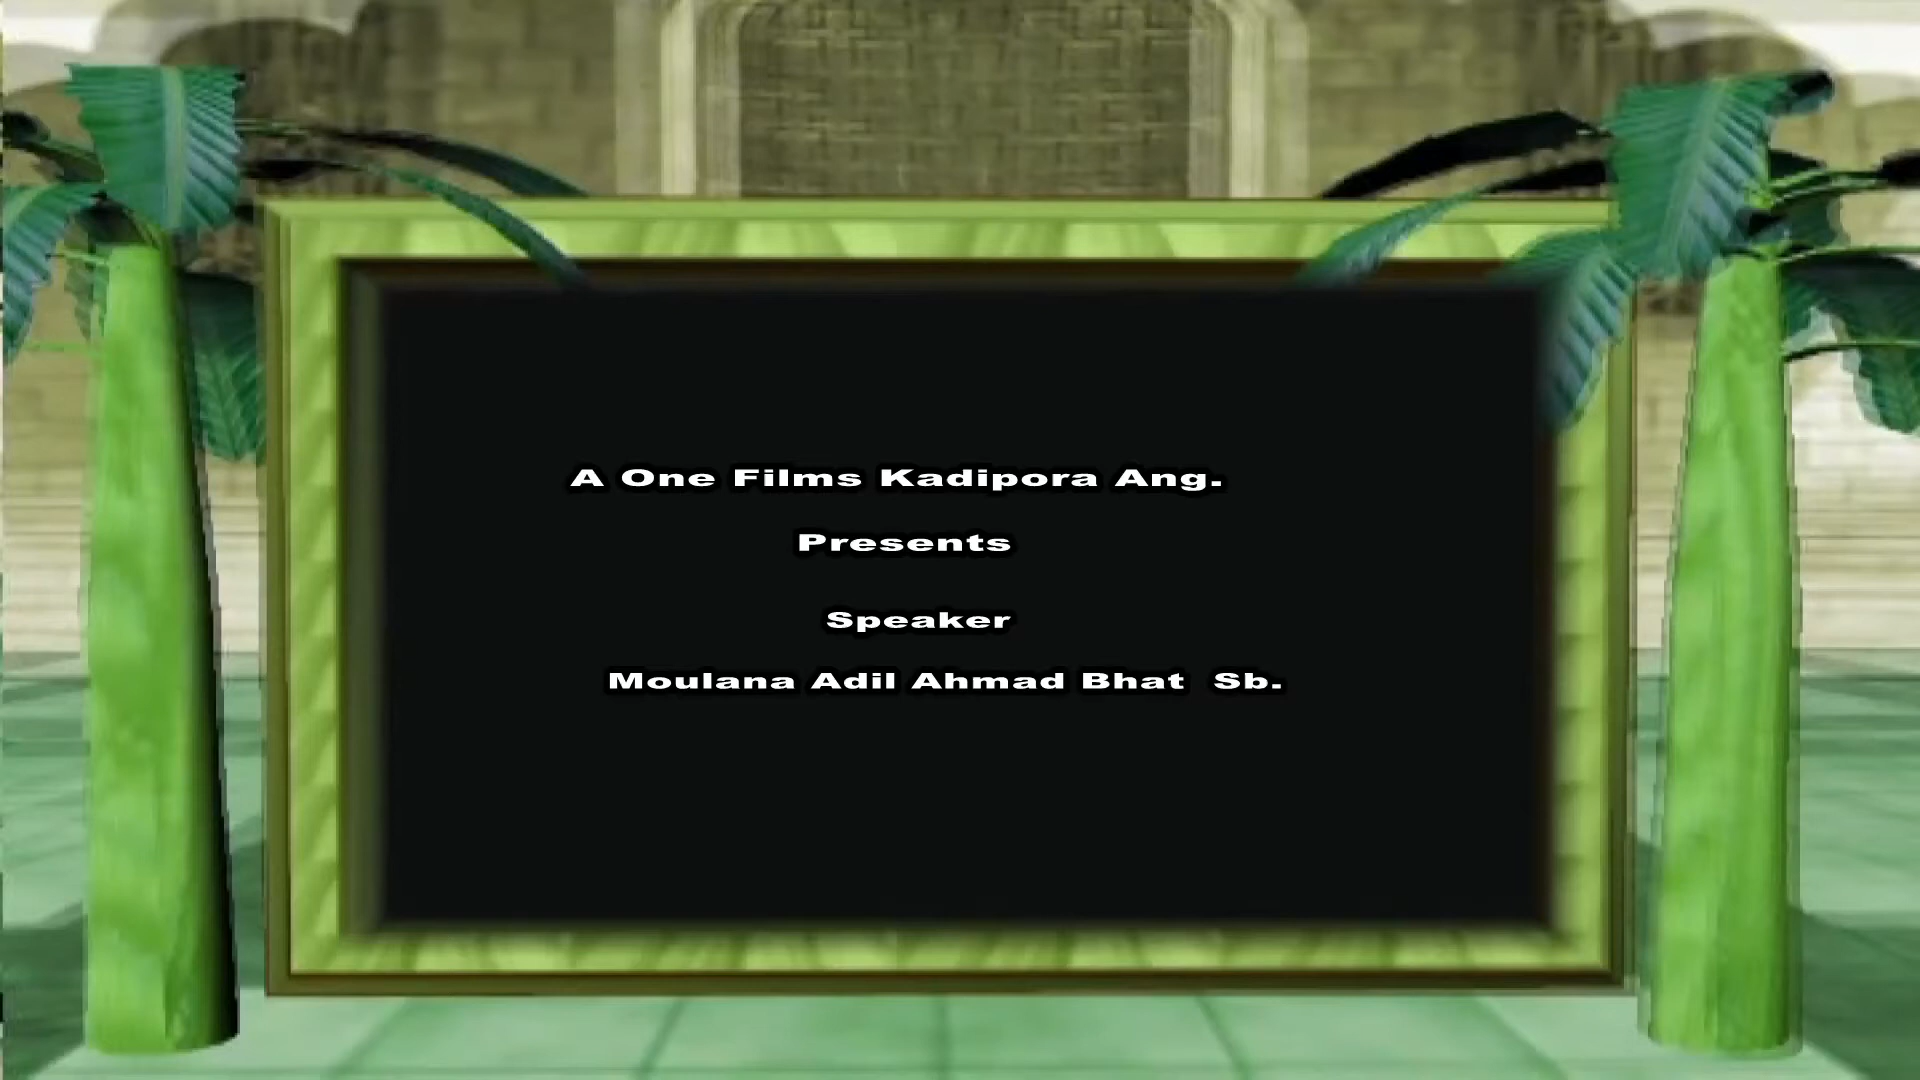 A One Films Kadipora Ang.
Presents
Speaker
Moulana Adil Ahmad Bhat Sb.